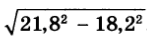 √(21,8² − 18,2²)